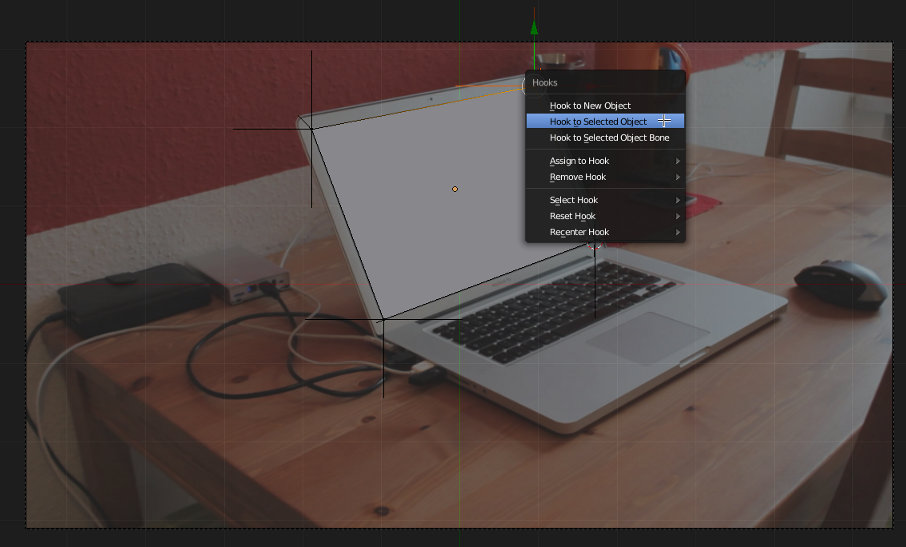 Hooks
Hook to New Object
Hook to Selected Object
Hook to Selected Object Bone
Assign to Hook
Remove Hook
Select Hook
Reset Hook
Recenter Hook